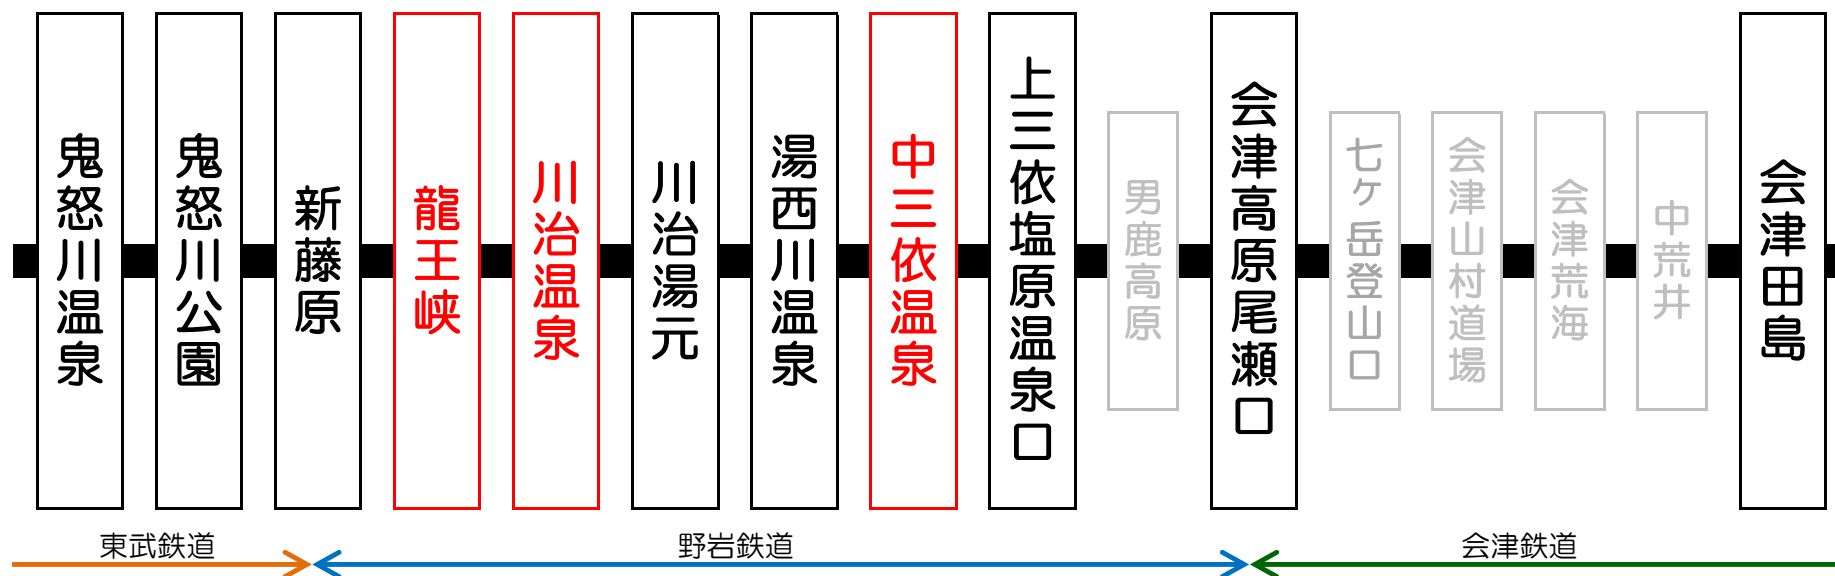 鬼怒川温泉
鬼怒川公園
新藤原
龍王峡
川治温泉
川治湯元
湯西川温泉
中三依温泉
上三依塩原温泉口
男鹿高原
会津高原尾瀬口
七ヶ岳登山口
会津山村道場
会津荒海
中荒井
会津田島
東武鉄道
野岩鉄道
会津鉄道